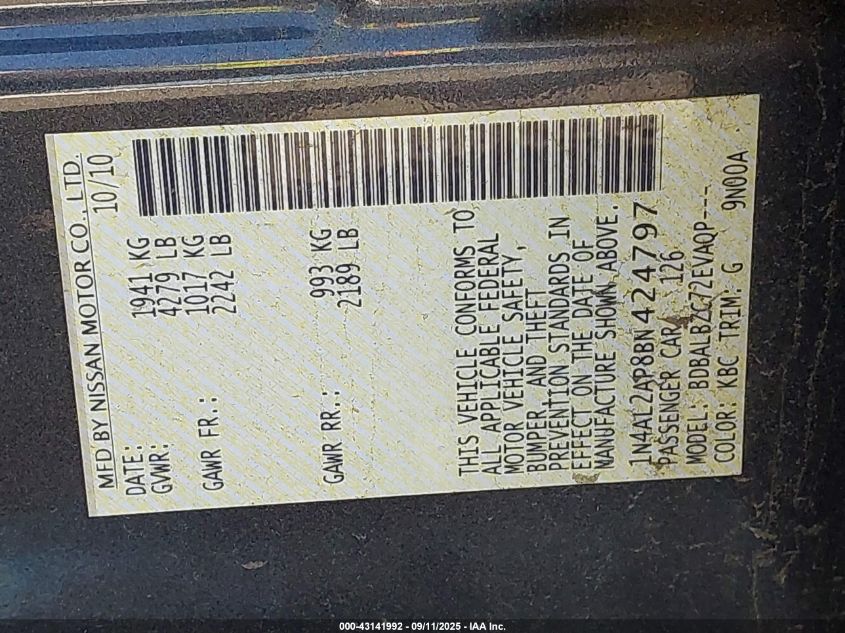 MFD BY NISSAN MOTOR CO., LTD.
DATE: 10/10
GVWR: 1941 KG
4279 LB
GAWR FR.: 1017 KG
2242 LB
GAWR RR.: 993 KG
2189 LB
THIS VEHICLE CONFORMS TO
ALL APPLICABLE FEDERAL
MOTOR VEHICLE SAFETY,
BUMPER, AND THEFT
PREVENTION STANDARDS IN
EFFECT ON THE DATE OF
MANUFACTURE SHOWN ABOVE.
1N4AL2AP8BN424797
PASSENGER CAR 126
MODEL: BDBALBZL72EVAQP---
COLOR: KBC TRIM: G 9N00A
000-43141992 - 09/11/2025 - IAA Inc.